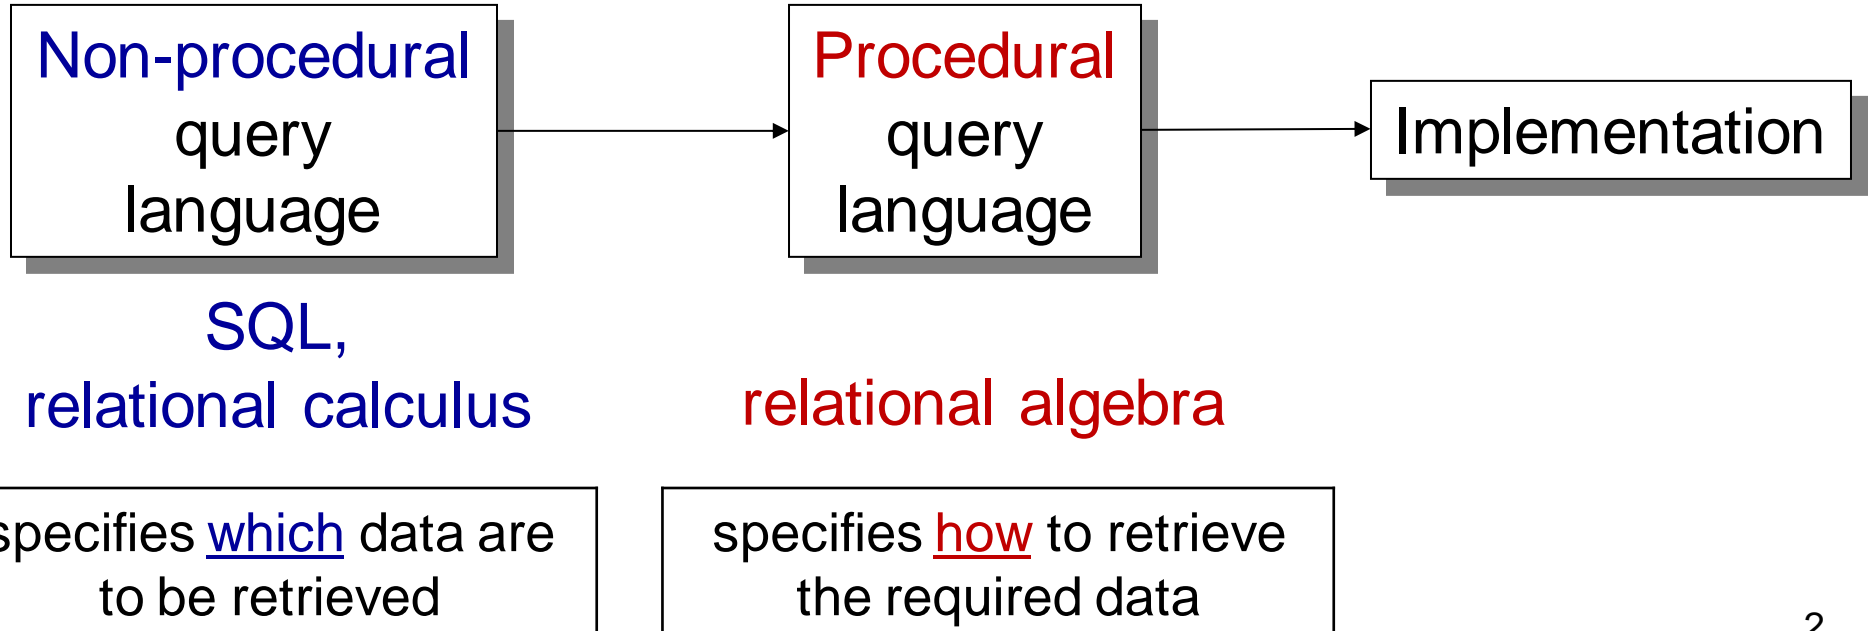 Non-procedural
query
language
Procedural
query
language
Implementation
SQL,
relational calculus
relational algebra
specifies which data are
to be retrieved
specifies how to retrieve
the required data
2